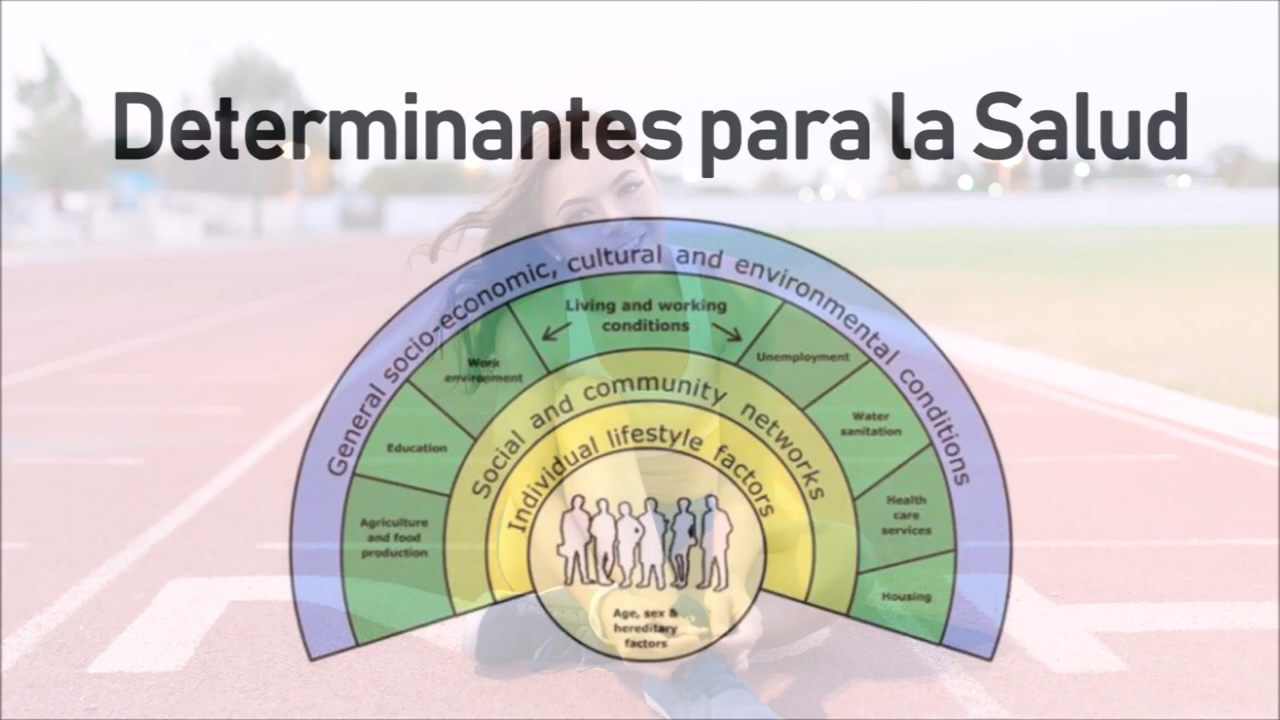 Determinantes para la Salud
General socio-economic, cultural and environmental conditions
Living and working
conditions
Work
environment
Unemployment
Education
Water
sanitation
Agriculture
and food
production
Health
care
services
Housing
Social and community networks
Individual lifestyle factors
Age, sex &
hereditary
factors